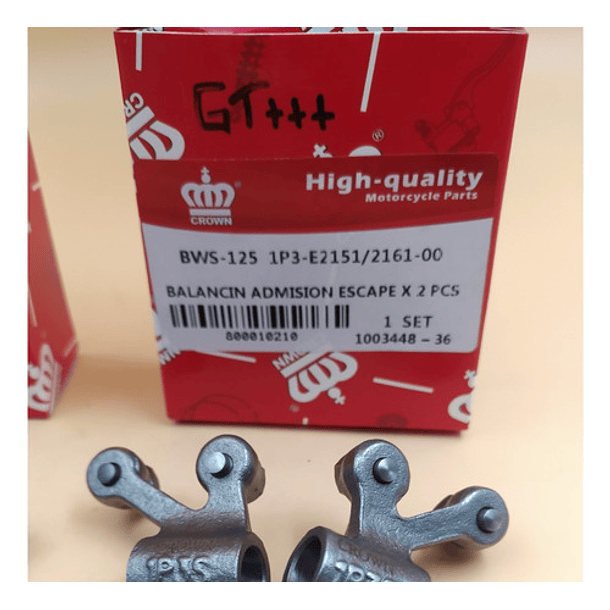 GT+++
CROWN
High-quality
Motorcycle Parts
BWS-125 1P3-E2151/2161-00
BALANCIN ADMISION ESCAPE X 2 PCS
800010210
1 SET
1003448-36
CROWN